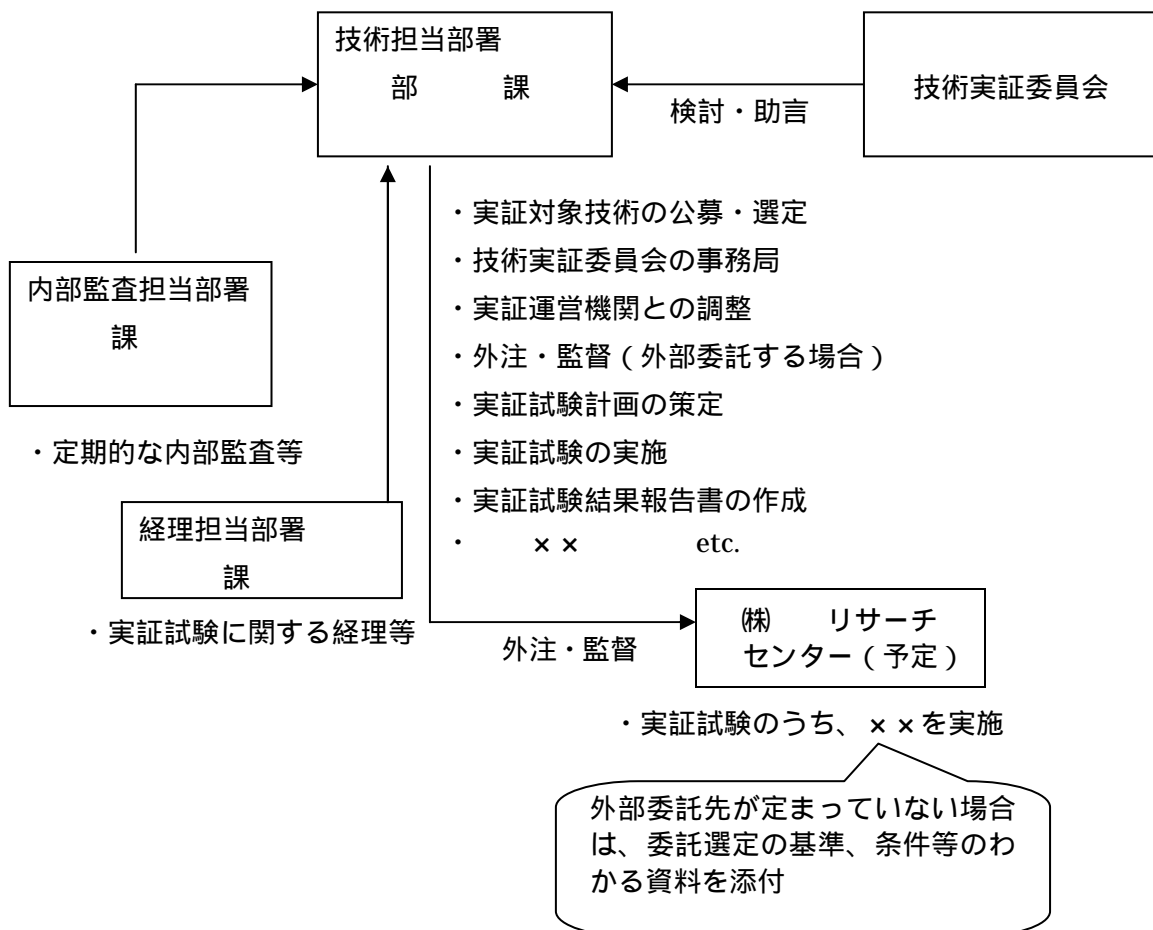 技術担当部署
部　　課
技術実証委員会
検討・助言
・実証対象技術の公募・選定
・技術実証委員会の事務局
・実証運営機関との調整
・外注・監督（外部委託する場合）
・実証試験計画の策定
・実証試験の実施
・実証試験結果報告書の作成
・　　××　　　etc.
内部監査担当部署
課
・定期的な内部監査等
経理担当部署
課
・実証試験に関する経理等
外注・監督
㈱　　リサーチ
センター（予定）
・実証試験のうち、××を実施
外部委託先が定まっていない場合
は、委託選定の基準、条件等のわ
かる資料を添付